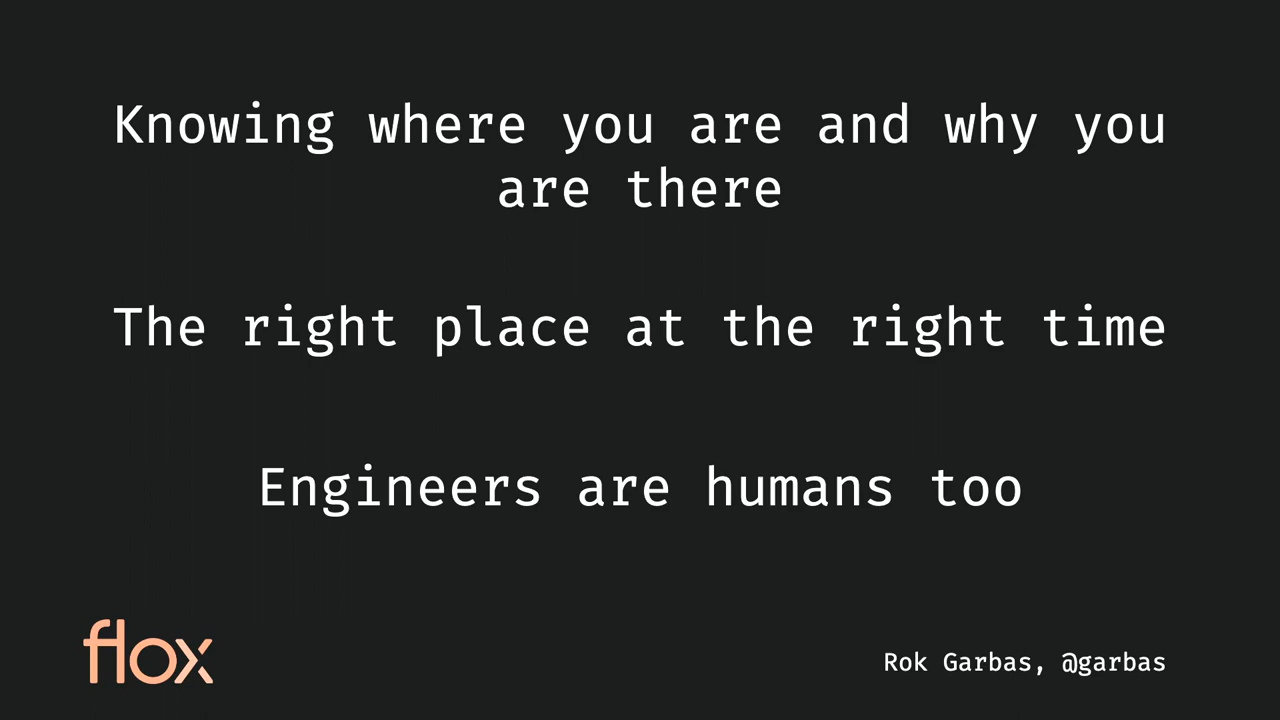 Knowing where you are and why you
are there
The right place at the right time
Engineers are humans too
flox
Rok Garbas, @garbas